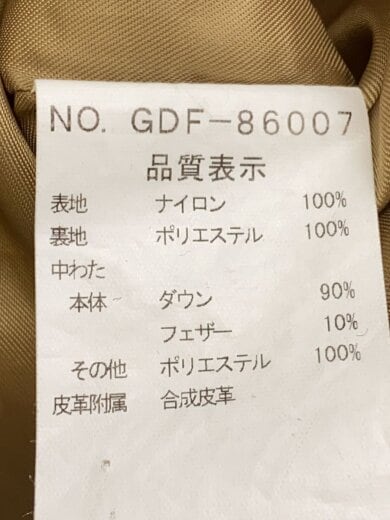 NO. GDF-86007
品質表示
表地 ナイロン 100%
裏地 ポリエステル 100%
中わた
本体 ダウン 90%
フェザー 10%
その他 ポリエステル 100%
皮革附属 合成皮革